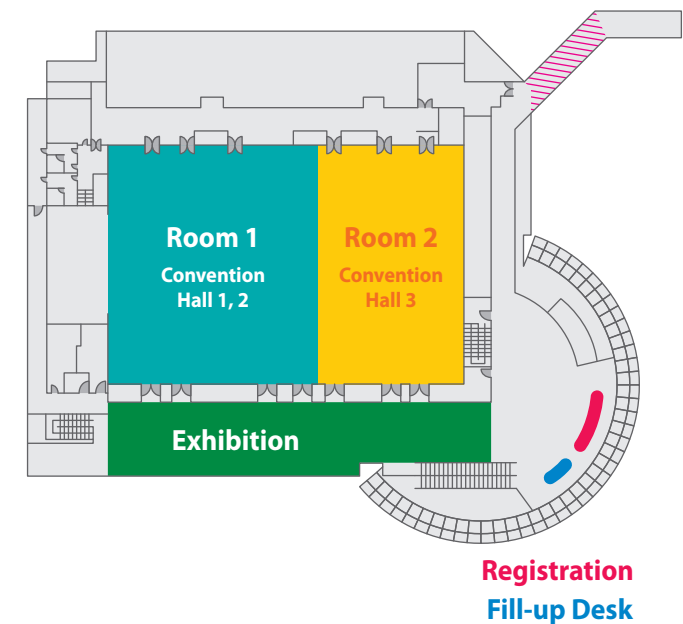 Room 1
Convention
Hall 1, 2
Room 2
Convention
Hall 3
Exhibition
Registration
Fill-up Desk